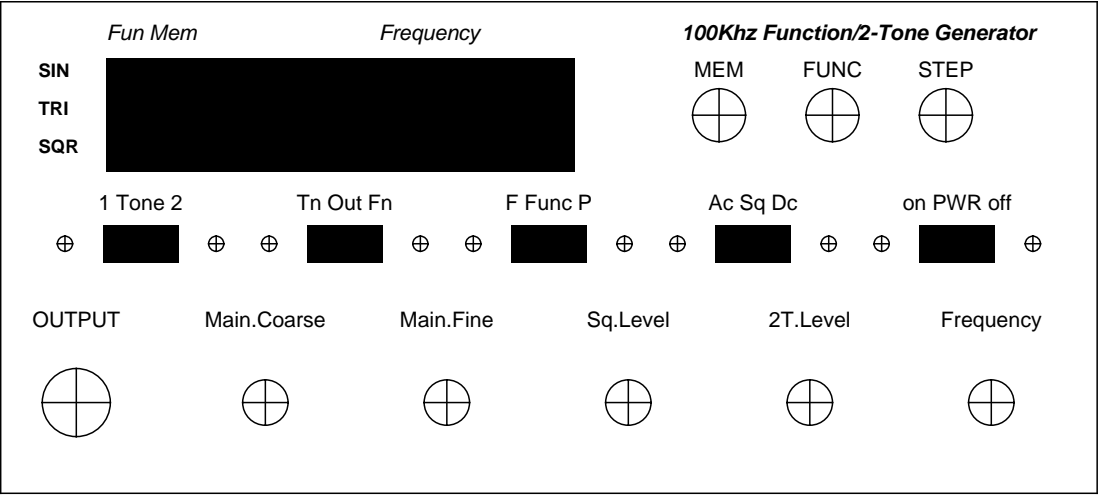 Fun Mem Frequency 100Khz Function/2-Tone Generator
SIN MEM FUNC STEP
TRI
SQR
1 Tone 2 Tn Out Fn F Func P Ac Sq Dc on PWR off
OUTPUT Main.Coarse Main.Fine Sq.Level 2T.Level Frequency